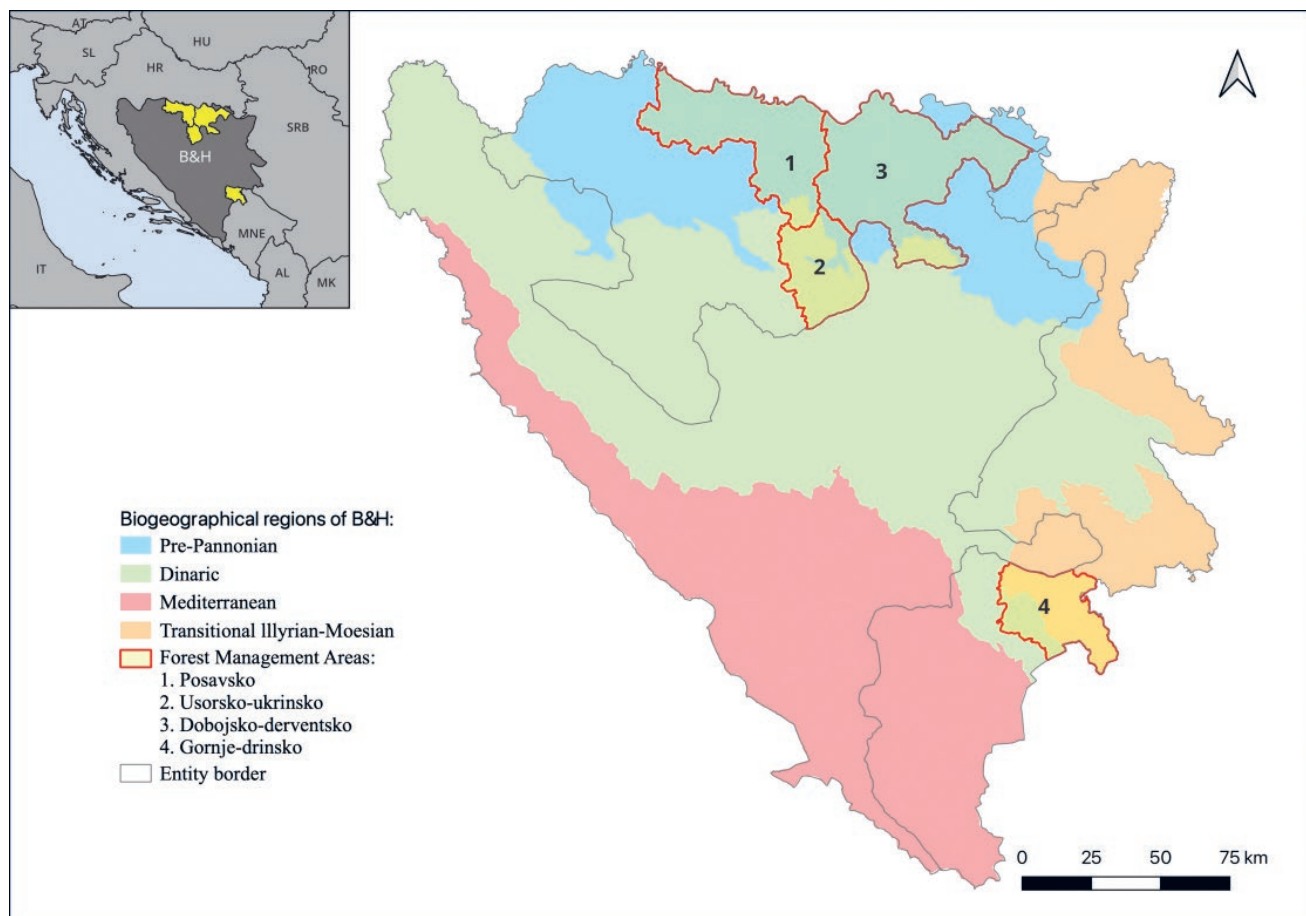 AT
HU
SL
HR
RO
SRB
B&H
MNE
IT
AL
MK
1
3
2
4
Biogeographical regions of B&H:
Pre-Pannonian
Dinaric
Mediterranean
Transitional Illyrian-Moesian
Forest Management Areas:
1. Posavsko
2. Usorsko-ukrinsko
3. Dobojsko-derventsko
4. Gornje-drinsko
Entity border
0 25 50 75 km